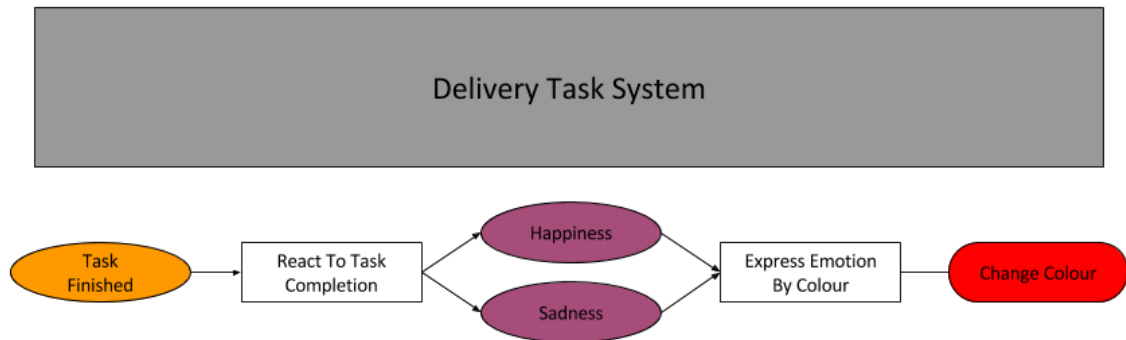 Delivery Task System
Task
Finished
React To Task
Completion
Happiness
Sadness
Express Emotion
By Colour
Change Colour